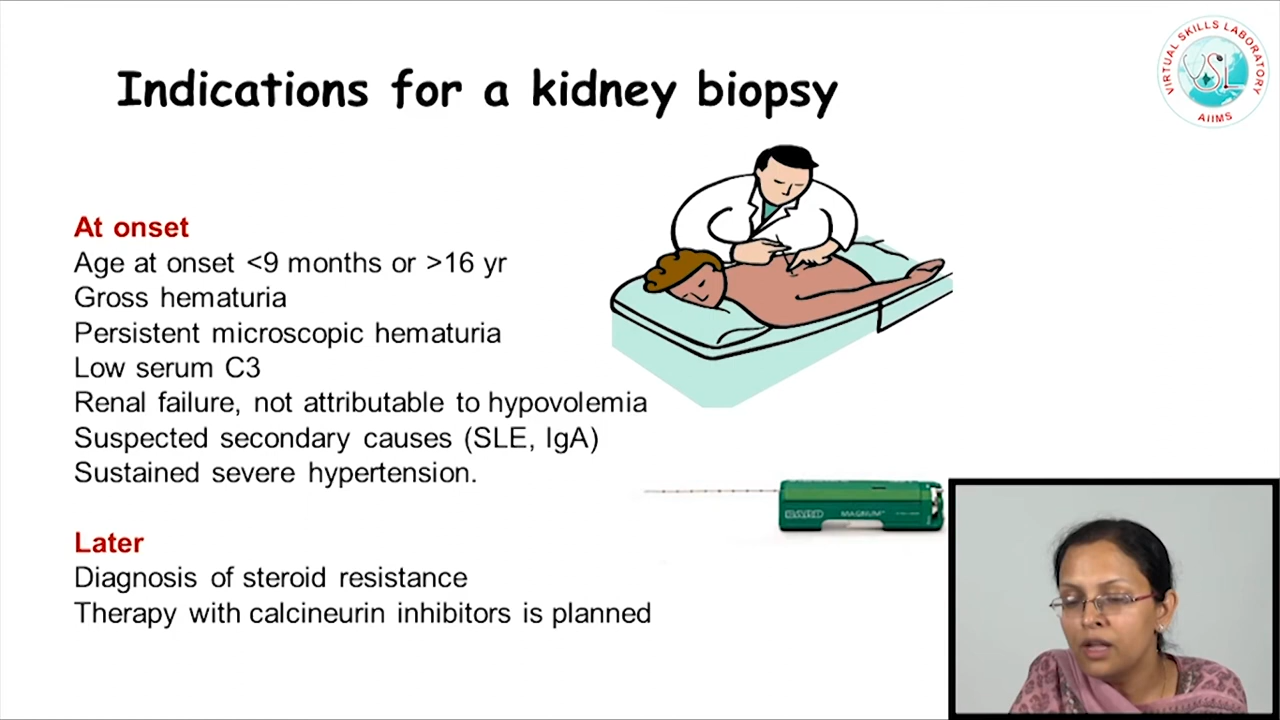 VIRTUAL SKILLS LABORATORY
VSL
AIIMS
Indications for a kidney biopsy
At onset
Age at onset <9 months or >16 yr
Gross hematuria
Persistent microscopic hematuria
Low serum C3
Renal failure, not attributable to hypovolemia
Suspected secondary causes (SLE, IgA)
Sustained severe hypertension.
BARD MAGNUM
Later
Diagnosis of steroid resistance
Therapy with calcineurin inhibitors is planned